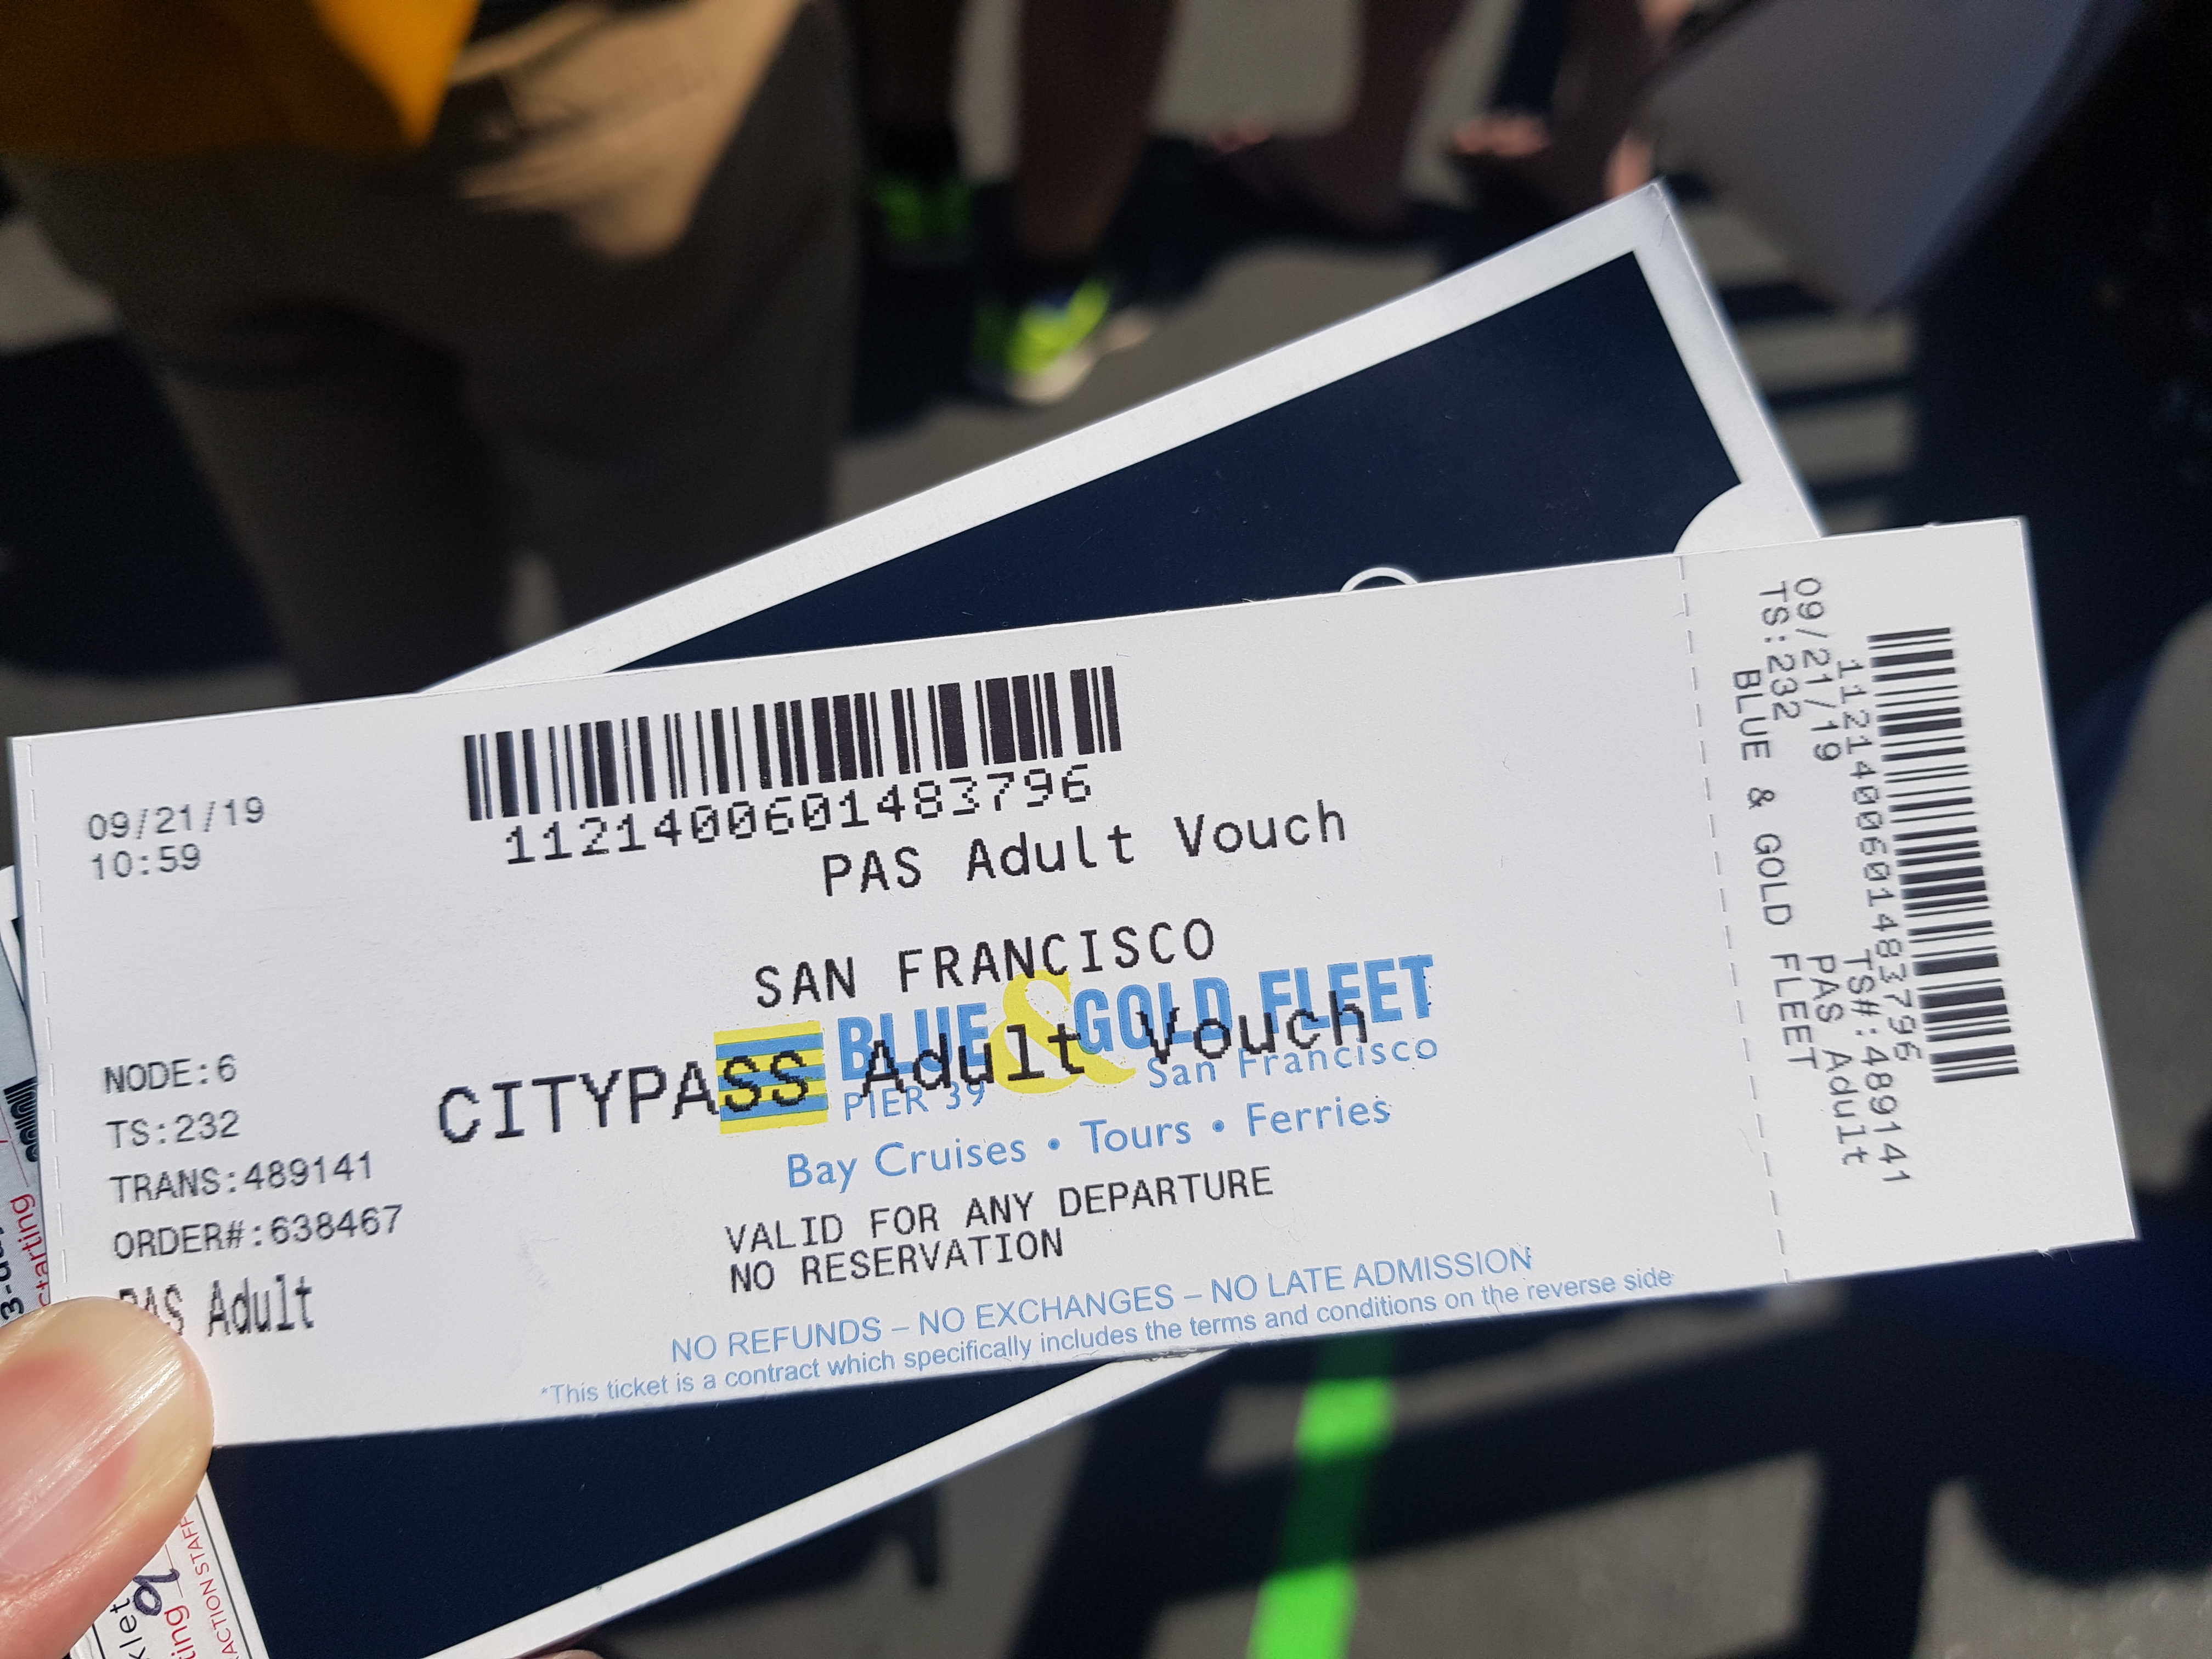 09/21/19
10:59
1121400601483796
PAS Adult Vouch
SAN FRANCISCO
BLUE & GOLD FLEET
PIER 39
San Francisco
CITYPASS Adult Vouch
Bay Cruises • Tours • Ferries
NODE:6
TS:232
TRANS:489141
ORDER#:638467
PAS Adult
VALID FOR ANY DEPARTURE
NO RESERVATION
NO REFUNDS – NO EXCHANGES – NO LATE ADMISSION
*This ticket is a contract which specifically includes the terms and conditions on the reverse side
1121400601483796
09/21/19 TS#:489141
TS:232 PAS Adult
BLUE & GOLD FLEET
starting
ACTION STAFF